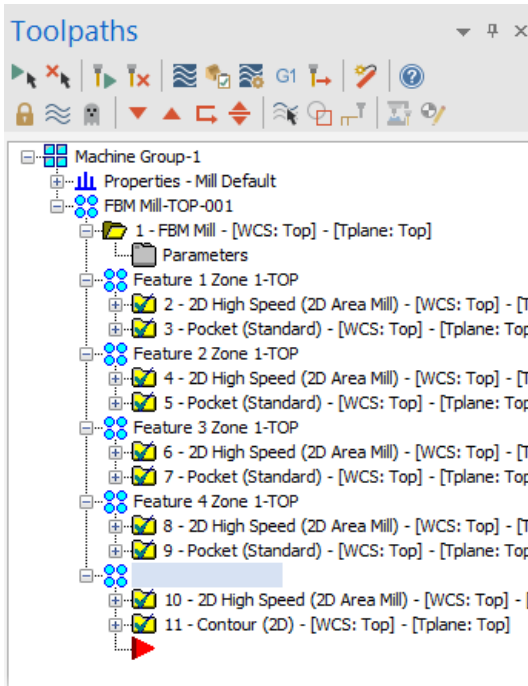 Toolpaths
G1
Machine Group-1
Properties - Mill Default
FBM Mill-TOP-001
1 - FBM Mill - [WCS: Top] - [Tplane: Top]
Parameters
Feature 1 Zone 1-TOP
2 - 2D High Speed (2D Area Mill) - [WCS: Top] - [T
3 - Pocket (Standard) - [WCS: Top] - [Tplane: Top
Feature 2 Zone 1-TOP
4 - 2D High Speed (2D Area Mill) - [WCS: Top] - [T
5 - Pocket (Standard) - [WCS: Top] - [Tplane: Top
Feature 3 Zone 1-TOP
6 - 2D High Speed (2D Area Mill) - [WCS: Top] - [T
7 - Pocket (Standard) - [WCS: Top] - [Tplane: Top
Feature 4 Zone 1-TOP
8 - 2D High Speed (2D Area Mill) - [WCS: Top] - [T
9 - Pocket (Standard) - [WCS: Top] - [Tplane: Top
10 - 2D High Speed (2D Area Mill) - [WCS: Top] - [
11 - Contour (2D) - [WCS: Top] - [Tplane: Top]